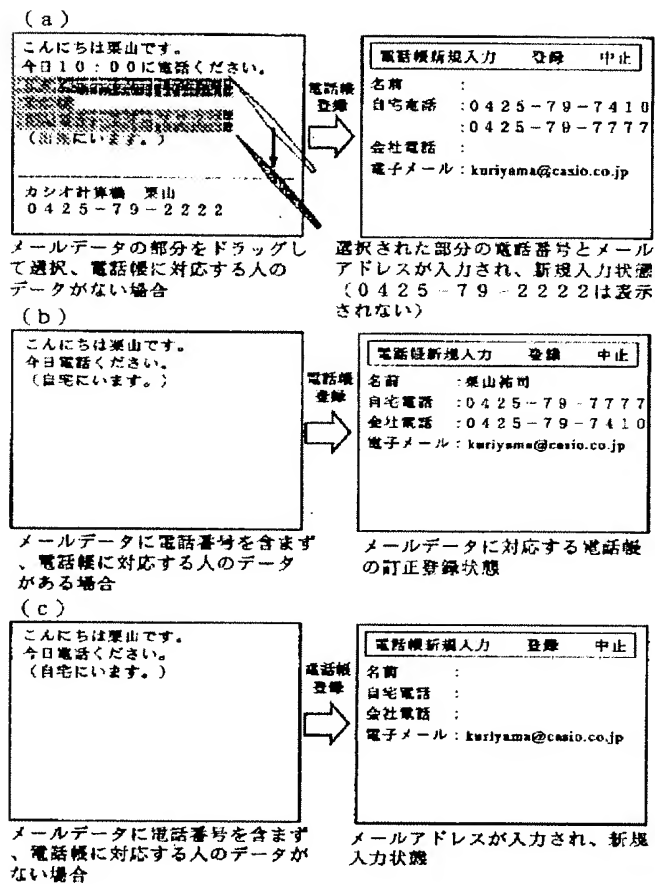 (a)
こんにちは栗山です。
今日10:00に電話ください。
(出先にいます。)
カシオ計算機 栗山
0425-79-2222
電話帳
登録
電話帳新規入力 登録 中止
名前 :
自宅電話 :0425-79-7410
:0425-79-7777
会社電話 :
電子メール:kuriyama@casio.co.jp
メールデータの部分をドラッグし
て選択、電話帳に対応する人の
データがない場合
選択された部分の電話番号とメール
アドレスが入力され、新規入力状態
(0425-79-2222は表示
されない)
(b)
こんにちは栗山です。
今日電話ください。
(自宅にいます。)
電話帳
登録
電話帳新規入力 登録 中止
名前 :栗山祐司
自宅電話 :0425-79-7777
会社電話 :0425-79-7410
電子メール:kuriyama@casio.co.jp
メールデータに電話番号を含まず
、電話帳に対応する人のデータ
がある場合
メールデータに対応する電話帳
の訂正登録状態
(c)
こんにちは栗山です。
今日電話ください。
(自宅にいます。)
電話帳
登録
電話帳新規入力 登録 中止
名前 :
自宅電話 :
会社電話 :
電子メール:kuriyama@casio.co.jp
メールデータに電話番号を含まず
、電話帳に対応する人のデータが
ない場合
メールアドレスが入力され、新規
入力状態